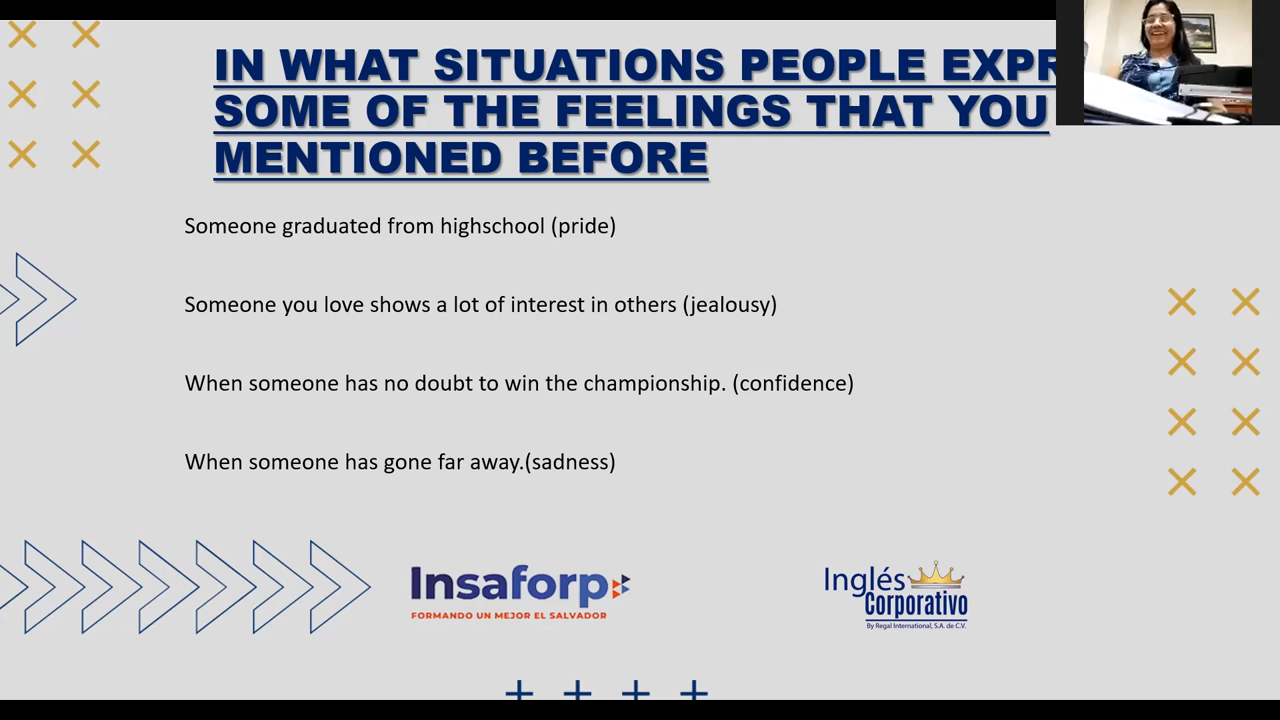 IN WHAT SITUATIONS PEOPLE EXPR
SOME OF THE FEELINGS THAT YOU
MENTIONED BEFORE
Someone graduated from highschool (pride)
Someone you love shows a lot of interest in others (jealousy)
When someone has no doubt to win the championship. (confidence)
When someone has gone far away.(sadness)
Insaforp
FORMANDO UN MEJOR EL SALVADOR
Inglés
Corporativo
By Regal International, S.A. de C.V.